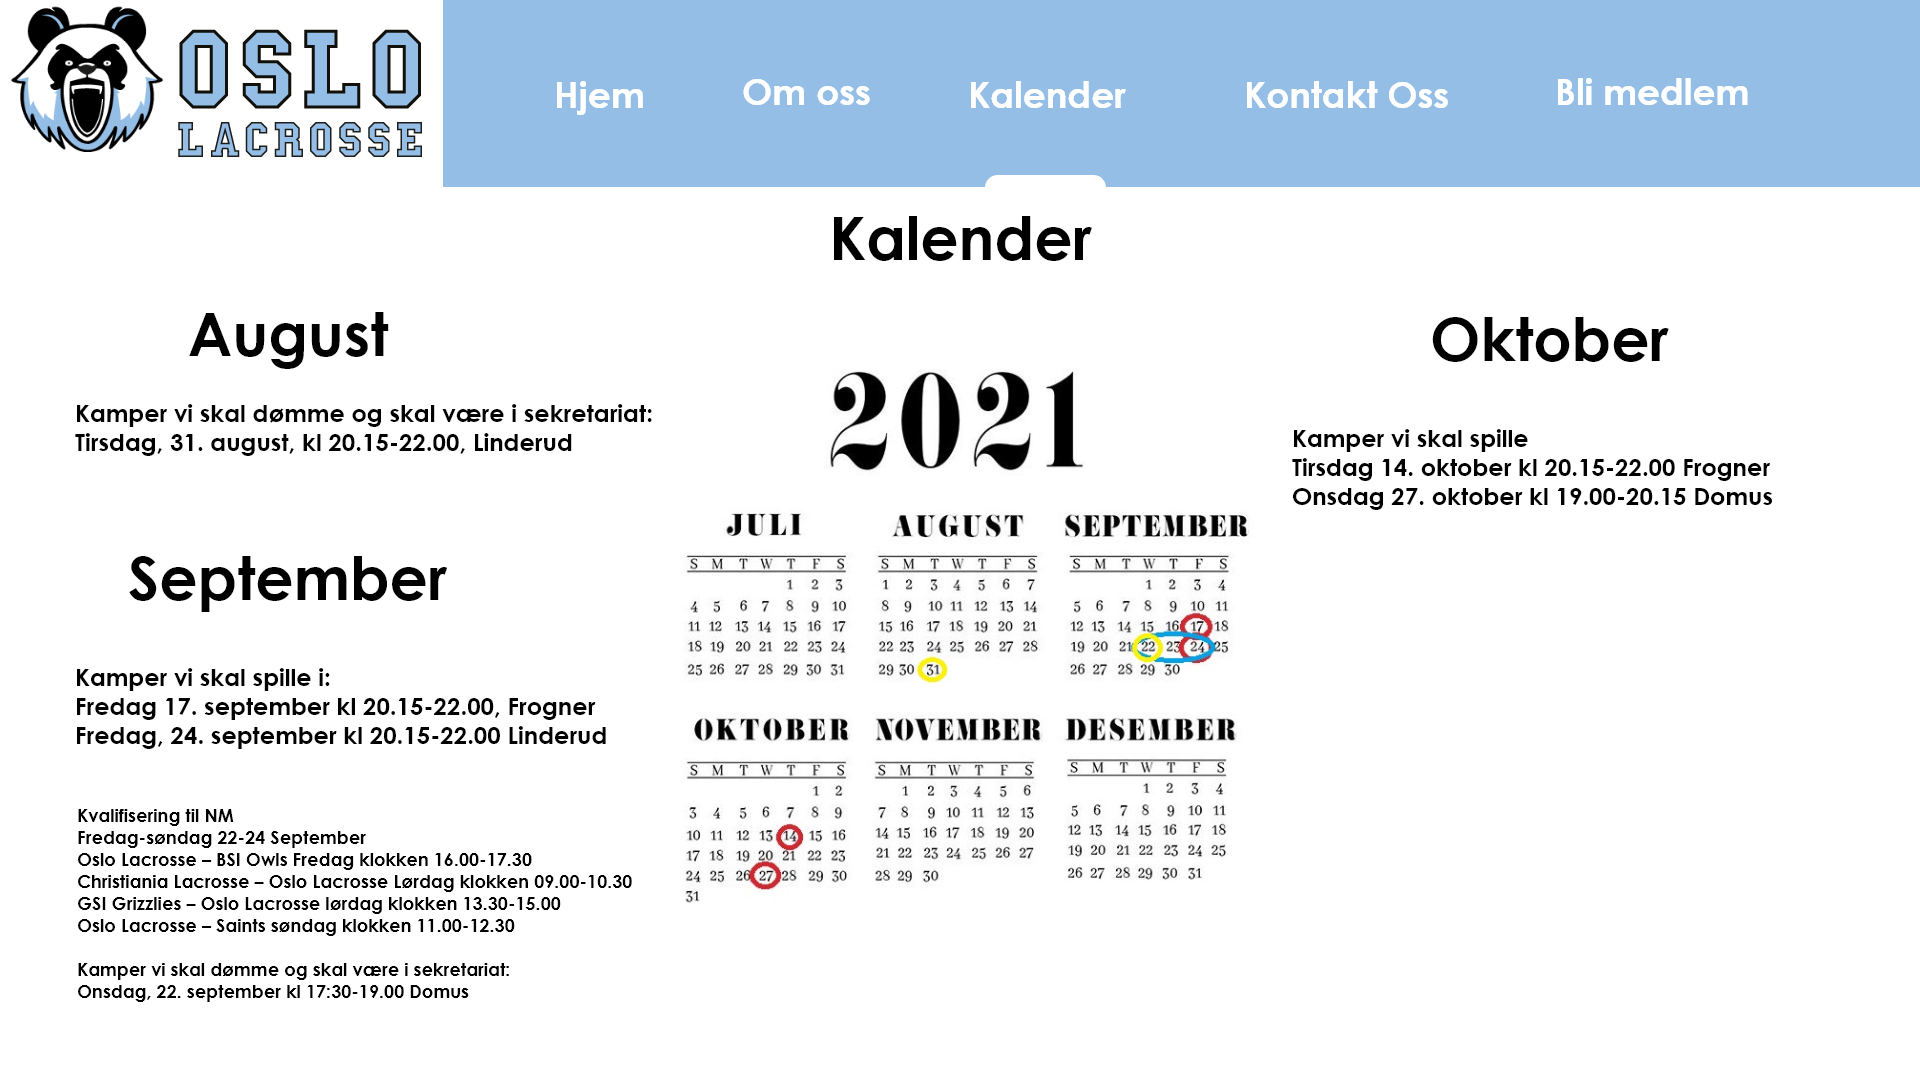 OSLO
LACROSSE
Hjem
Om oss
Kalender
Kontakt Oss
Bli medlem
Kalender
August
Kamper vi skal dømme og skal være i sekretariat:
Tirsdag, 31. august, kl 20.15-22.00, Linderud
September
Kamper vi skal spille i:
Fredag 17. september kl 20.15-22.00, Frogner
Fredag, 24. september kl 20.15-22.00 Linderud
Kvalifisering til NM
Fredag-søndag 22-24 September
Oslo Lacrosse – BSI Owls Fredag klokken 16.00-17.30
Christiania Lacrosse – Oslo Lacrosse Lørdag klokken 09.00-10.30
GSI Grizzlies – Oslo Lacrosse lørdag klokken 13.30-15.00
Oslo Lacrosse – Saints søndag klokken 11.00-12.30
Kamper vi skal dømme og skal være i sekretariat:
Onsdag, 22. september kl 17:30-19.00 Domus
2021
JULI
S M T W T F S
1 2 3
4 5 6 7 8 9 10
11 12 13 14 15 16 17
18 19 20 21 22 23 24
25 26 27 28 29 30 31
AUGUST
S M T W T F S
1 2 3 4 5 6 7
8 9 10 11 12 13 14
15 16 17 18 19 20 21
22 23 24 25 26 27 28
29 30 31
SEPTEMBER
S M T W T F S
1 2 3 4
5 6 7 8 9 10 11
12 13 14 15 16 17 18
19 20 21 22 23 24 25
26 27 28 29 30
OKTOBER
S M T W T F S
1 2
3 4 5 6 7 8 9
10 11 12 13 14 15 16
17 18 19 20 21 22 23
24 25 26 27 28 29 30
31
NOVEMBER
S M T W T F S
1 2 3 4 5 6
7 8 9 10 11 12 13
14 15 16 17 18 19 20
21 22 23 24 25 26 27
28 29 30
DESEMBER
S M T W T F S
1 2 3 4
5 6 7 8 9 10 11
12 13 14 15 16 17 18
19 20 21 22 23 24 25
26 27 28 29 30 31
Oktober
Kamper vi skal spille
Tirsdag 14. oktober kl 20.15-22.00 Frogner
Onsdag 27. oktober kl 19.00-20.15 Domus